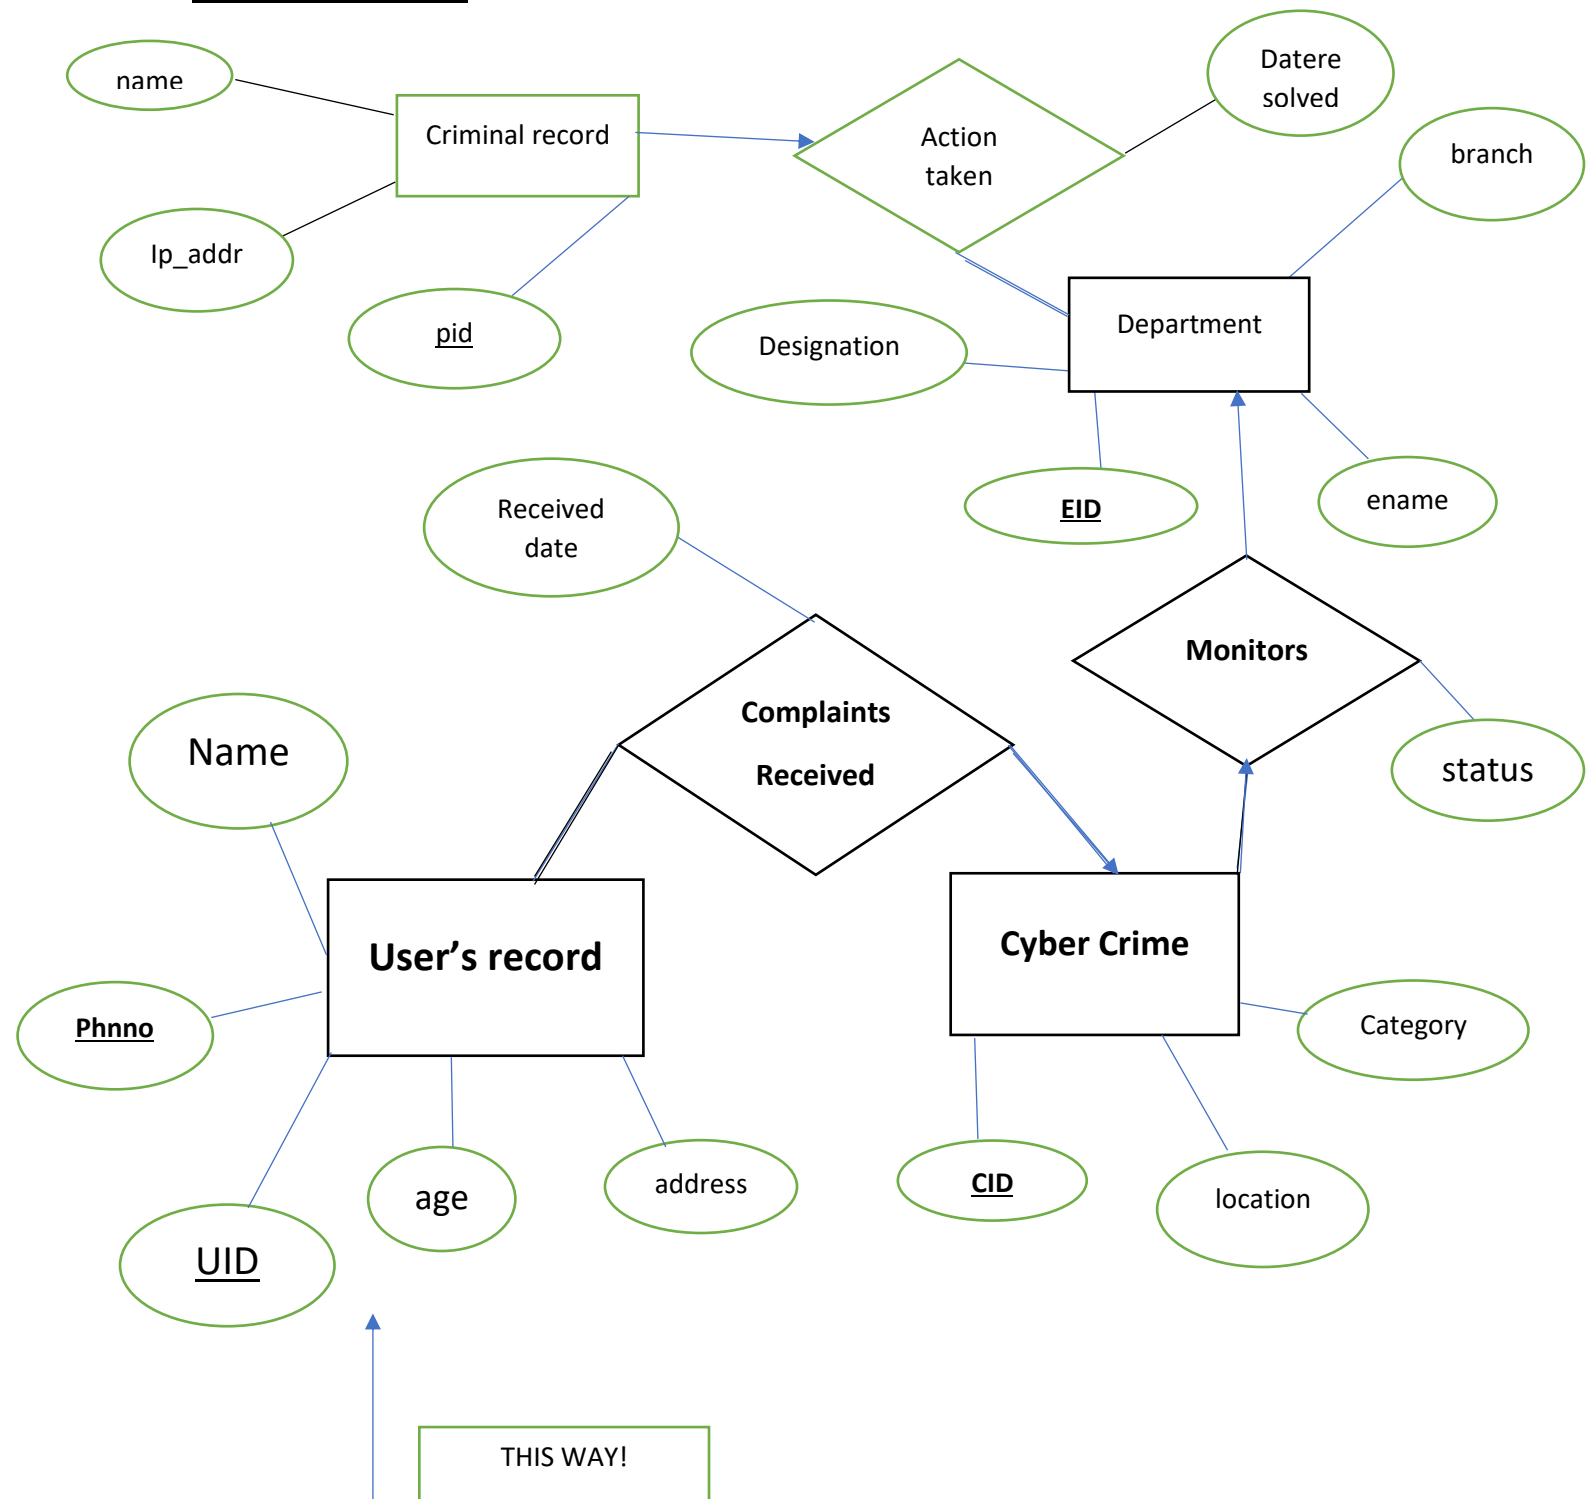 name
Criminal record
Action
taken
Datere
solved
branch
Ip_addr
pid
Designation
Department
EID
ename
Received
date
Complaints
Received
Monitors
status
Name
User’s record
Cyber Crime
Phnno
Category
UID
age
address
CID
location
THIS WAY!